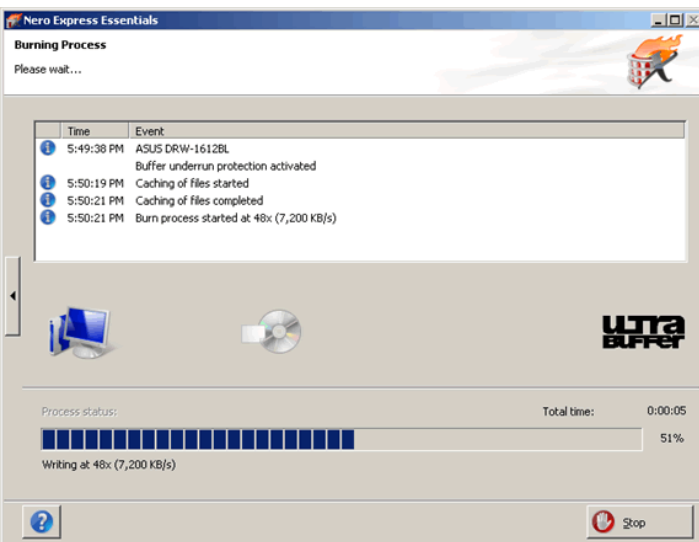 Nero Express Essentials
Burning Process
Please wait...
Time Event
5:49:38 PM ASUS DRW-1612BL
Buffer underrun protection activated
5:50:19 PM Caching of files started
5:50:21 PM Caching of files completed
5:50:21 PM Burn process started at 48x (7,200 KB/s)
ULTRA
BUFFER
Process status: Total time: 0:00:05
51%
Writing at 48x (7,200 KB/s)
Stop